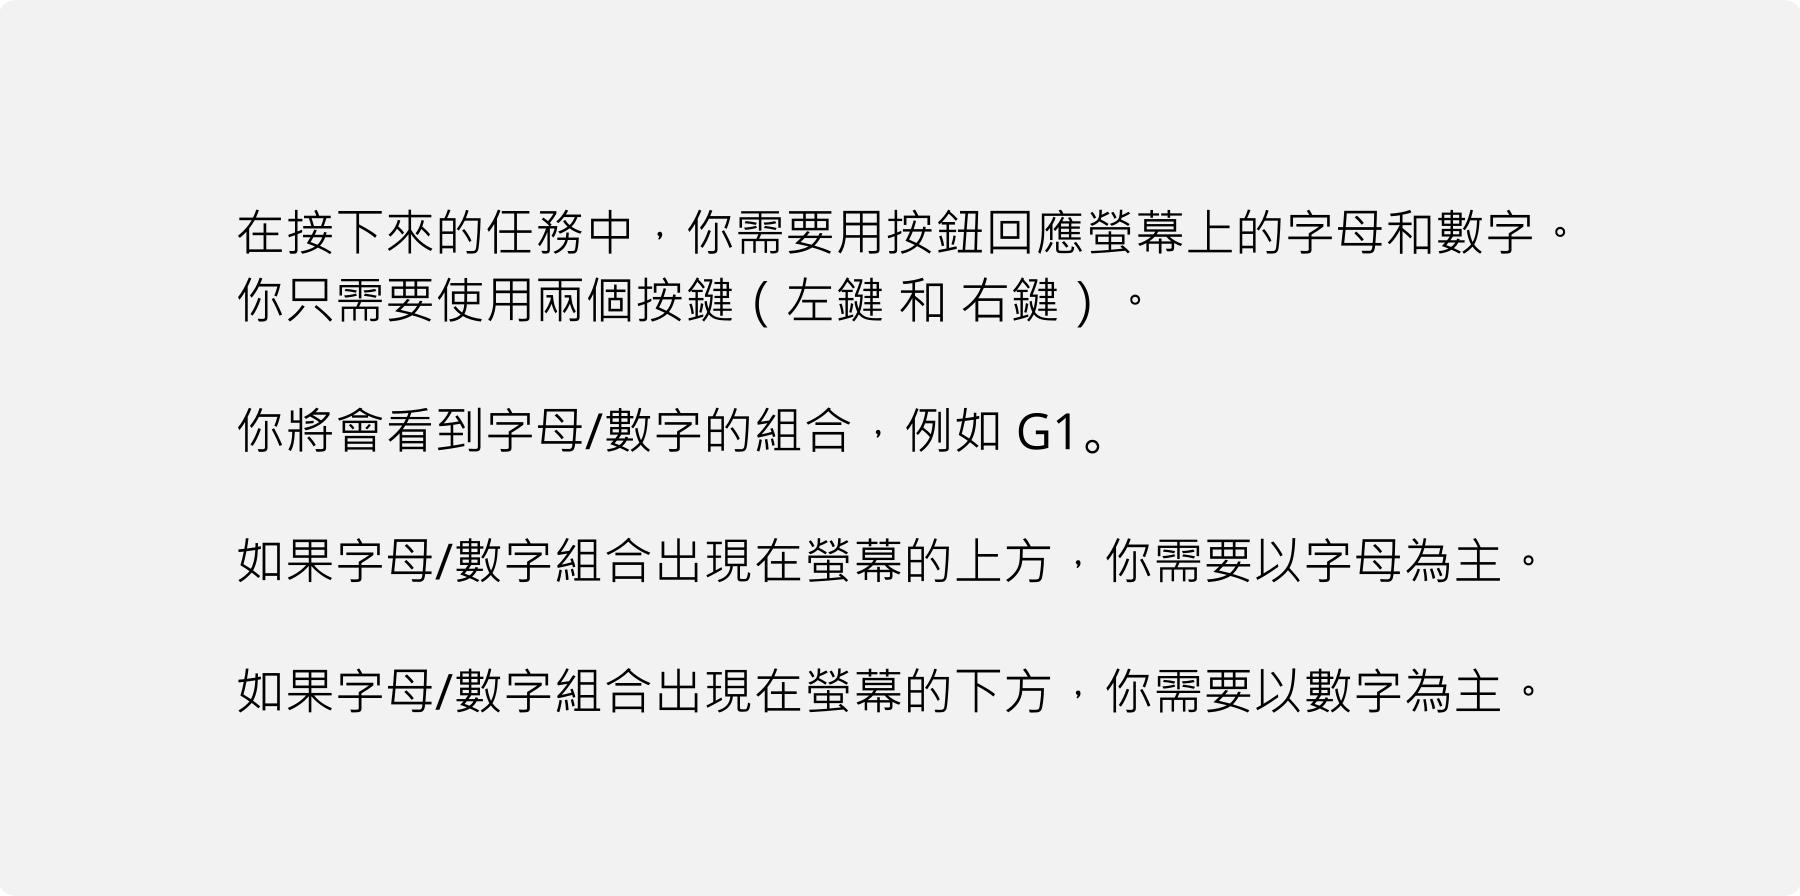 在接下來的任務中，你需要用按鈕回應螢幕上的字母和數字。
你只需要使用兩個按鍵（左鍵 和 右鍵）。
你將會看到字母/數字的組合，例如 G1。
如果字母/數字組合出現在螢幕的上方，你需要以字母為主。
如果字母/數字組合出現在螢幕的下方，你需要以數字為主。